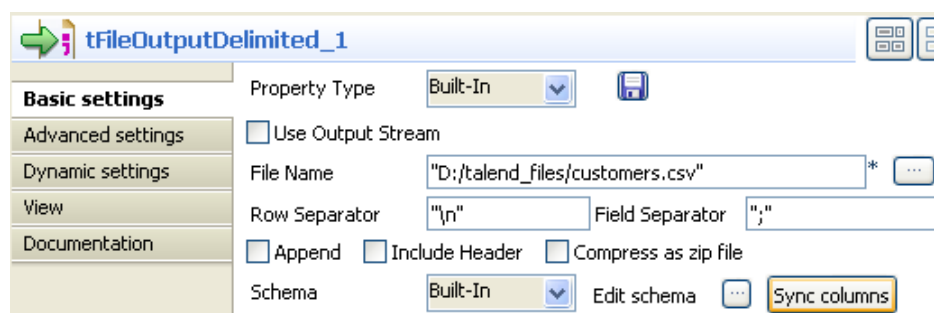 tFileOutputDelimited_1
Basic settings
Property Type Built-In
Advanced settings
Use Output Stream
Dynamic settings
File Name "D:/talend_files/customers.csv" * ...
View
Row Separator "\n" Field Separator ";"
Documentation
Append Include Header Compress as zip file
Schema Built-In Edit schema ... Sync columns